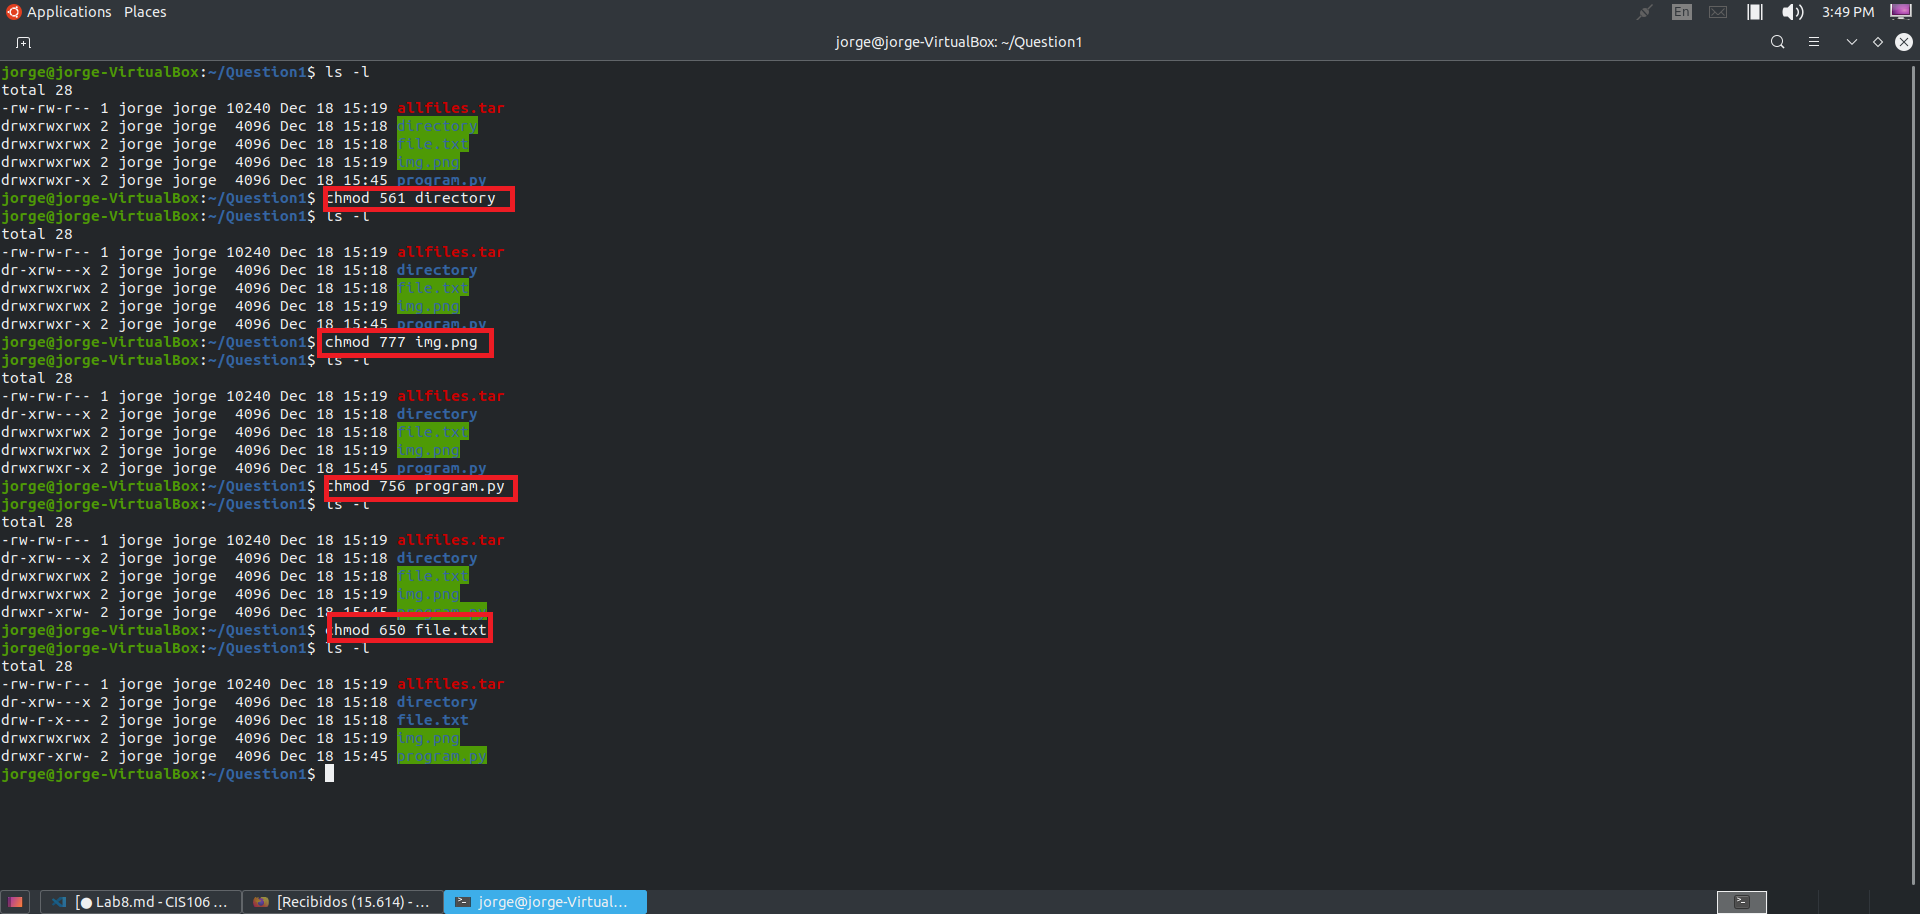 Applications Places En 3:49 PM
jorge@jorge-VirtualBox: ~/Question1
jorge@jorge-VirtualBox:~/Question1$ ls -l
total 28
-rw-rw-r-- 1 jorge jorge 10240 Dec 18 15:19 allfiles.tar
drwxrwxrwx 2 jorge jorge  4096 Dec 18 15:18 directory
drwxrwxrwx 2 jorge jorge  4096 Dec 18 15:18 file.txt
drwxrwxrwx 2 jorge jorge  4096 Dec 18 15:19 img.png
drwxrwxr-x 2 jorge jorge  4096 Dec 18 15:45 program.py
jorge@jorge-VirtualBox:~/Question1$ chmod 561 directory
jorge@jorge-VirtualBox:~/Question1$ ls -l
total 28
-rw-rw-r-- 1 jorge jorge 10240 Dec 18 15:19 allfiles.tar
dr-xrw---x 2 jorge jorge  4096 Dec 18 15:18 directory
drwxrwxrwx 2 jorge jorge  4096 Dec 18 15:18 file.txt
drwxrwxrwx 2 jorge jorge  4096 Dec 18 15:19 img.png
drwxrwxr-x 2 jorge jorge  4096 Dec 18 15:45 program.py
jorge@jorge-VirtualBox:~/Question1$ chmod 777 img.png
jorge@jorge-VirtualBox:~/Question1$ ls -l
total 28
-rw-rw-r-- 1 jorge jorge 10240 Dec 18 15:19 allfiles.tar
dr-xrw---x 2 jorge jorge  4096 Dec 18 15:18 directory
drwxrwxrwx 2 jorge jorge  4096 Dec 18 15:18 file.txt
drwxrwxrwx 2 jorge jorge  4096 Dec 18 15:19 img.png
drwxrwxr-x 2 jorge jorge  4096 Dec 18 15:45 program.py
jorge@jorge-VirtualBox:~/Question1$ chmod 756 program.py
jorge@jorge-VirtualBox:~/Question1$ ls -l
total 28
-rw-rw-r-- 1 jorge jorge 10240 Dec 18 15:19 allfiles.tar
dr-xrw---x 2 jorge jorge  4096 Dec 18 15:18 directory
drwxrwxrwx 2 jorge jorge  4096 Dec 18 15:18 file.txt
drwxrwxrwx 2 jorge jorge  4096 Dec 18 15:19 img.png
drwxr-xrw- 2 jorge jorge  4096 Dec 18 15:45 program.py
jorge@jorge-VirtualBox:~/Question1$ chmod 650 file.txt
jorge@jorge-VirtualBox:~/Question1$ ls -l
total 28
-rw-rw-r-- 1 jorge jorge 10240 Dec 18 15:19 allfiles.tar
dr-xrw---x 2 jorge jorge  4096 Dec 18 15:18 directory
drw-r-x--- 2 jorge jorge  4096 Dec 18 15:18 file.txt
drwxrwxrwx 2 jorge jorge  4096 Dec 18 15:19 img.png
drwxr-xrw- 2 jorge jorge  4096 Dec 18 15:45 program.py
jorge@jorge-VirtualBox:~/Question1$
[● Lab8.md - CIS106 ... [Recibidos (15.614) - ... jorge@jorge-Virtual...